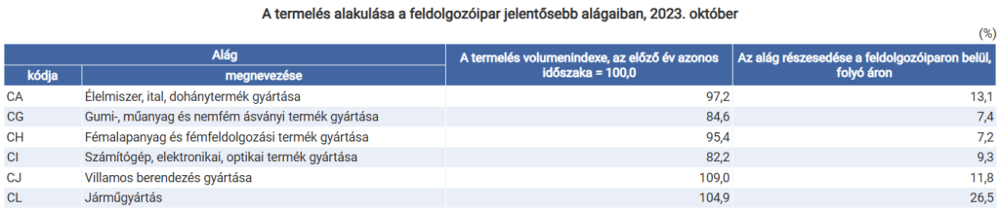 A termelés alakulása a feldolgozóipar jelentősebb alágaiban, 2023. október
(%)
Alág
A termelés volumenindexe, az előző év azonos
időszaka = 100,0
Az alág részesedése a feldolgozóiparon belül,
folyó áron
kódja megnevezése
CA Élelmiszer, ital, dohánytermék gyártása 97,2 13,1
CG Gumi-, műanyag és nemfém ásványi termék gyártása 84,6 7,4
CH Fémalapanyag és fémfeldolgozási termék gyártása 95,4 7,2
CI Számítógép, elektronikai, optikai termék gyártása 82,2 9,3
CJ Villamos berendezés gyártása 109,0 11,8
CL Járműgyártás 104,9 26,5